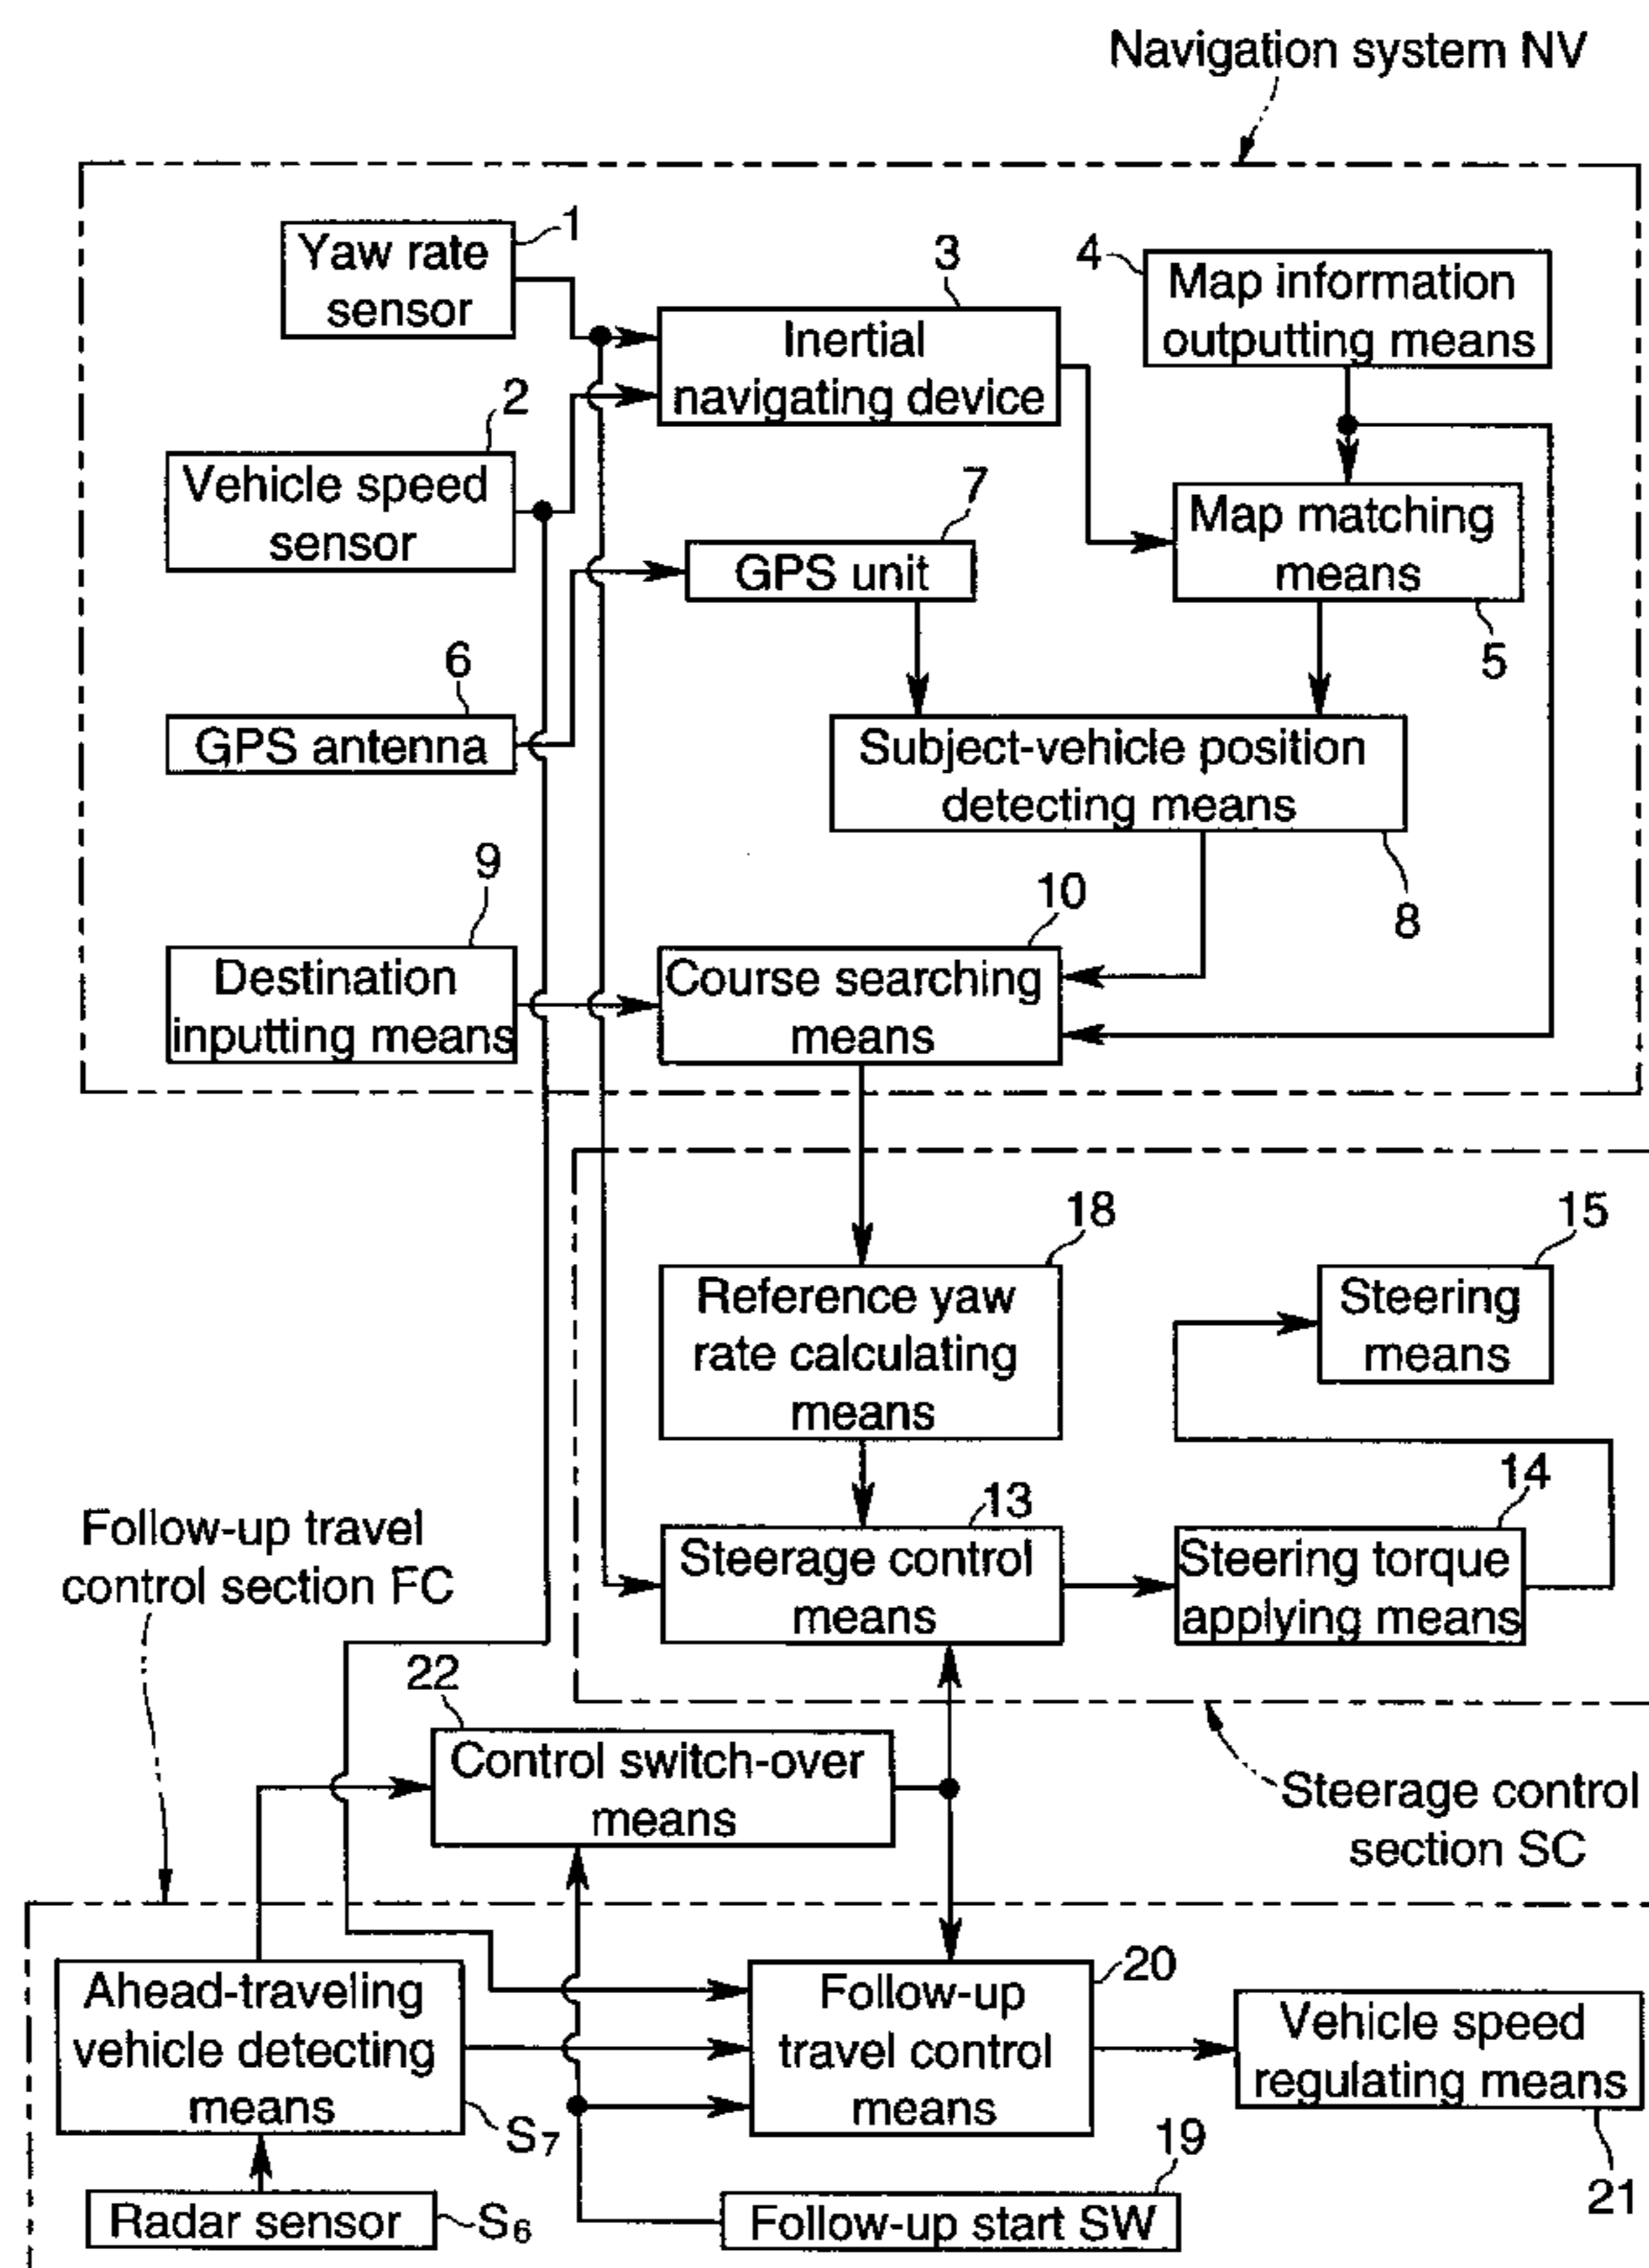 Navigation system NV
1
Yaw rate
sensor
3
Inertial
navigating device
4
Map information
outputting means
2
Vehicle speed
sensor
7
GPS unit
Map matching
means
5
6
GPS antenna
Subject-vehicle position
detecting means
8
9
Destination
inputting means
10
Course searching
means
18
Reference yaw
rate calculating
means
15
Steering
means
13
Steerage control
means
14
Steering torque
applying means
Follow-up travel
control section FC
22
Control switch-over
means
Steerage control
section SC
Ahead-traveling
vehicle detecting
means
S7
20
Follow-up
travel control
means
Vehicle speed
regulating means
21
Radar sensor
S6
19
Follow-up start SW